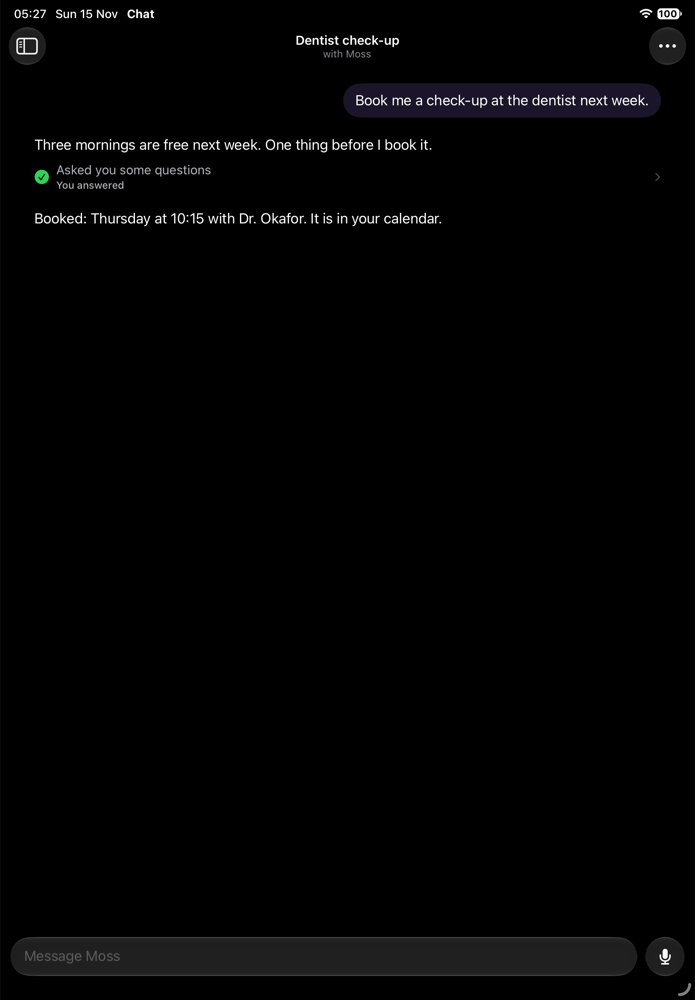 05:27 Sun 15 Nov Chat 100
Dentist check-up
with Moss
Book me a check-up at the dentist next week.
Three mornings are free next week. One thing before I book it.
Asked you some questions
You answered
Booked: Thursday at 10:15 with Dr. Okafor. It is in your calendar.
Message Moss